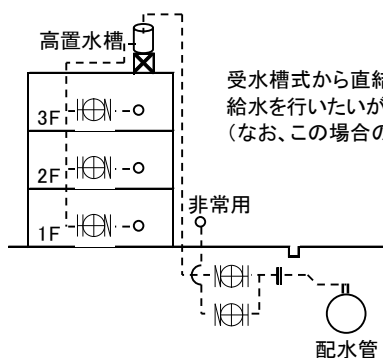 高置水槽
受水槽式から直結
給水を行いたいが
（なお、この場合の
3F
2F
1F
非常用
配水管